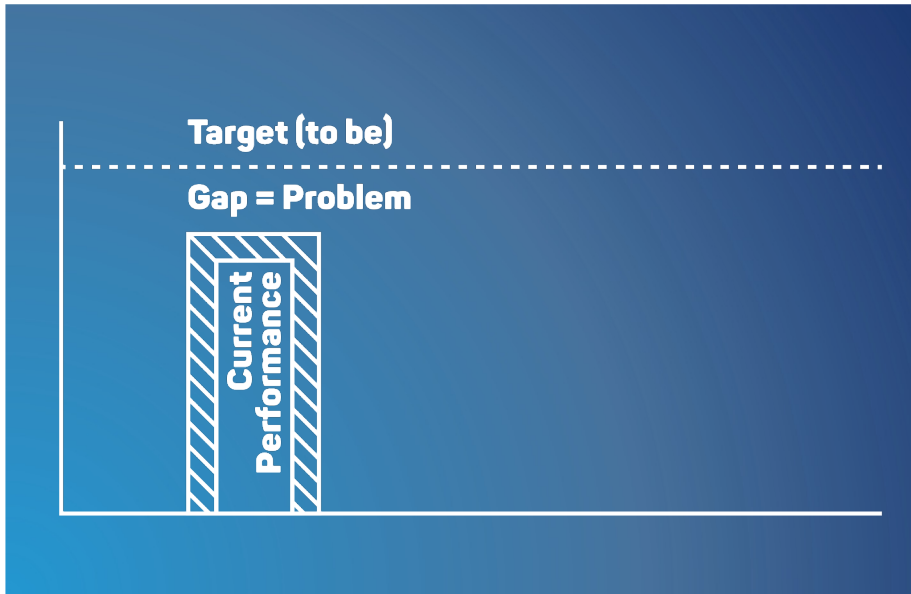 Target (to be)
Gap = Problem
Current
Performance